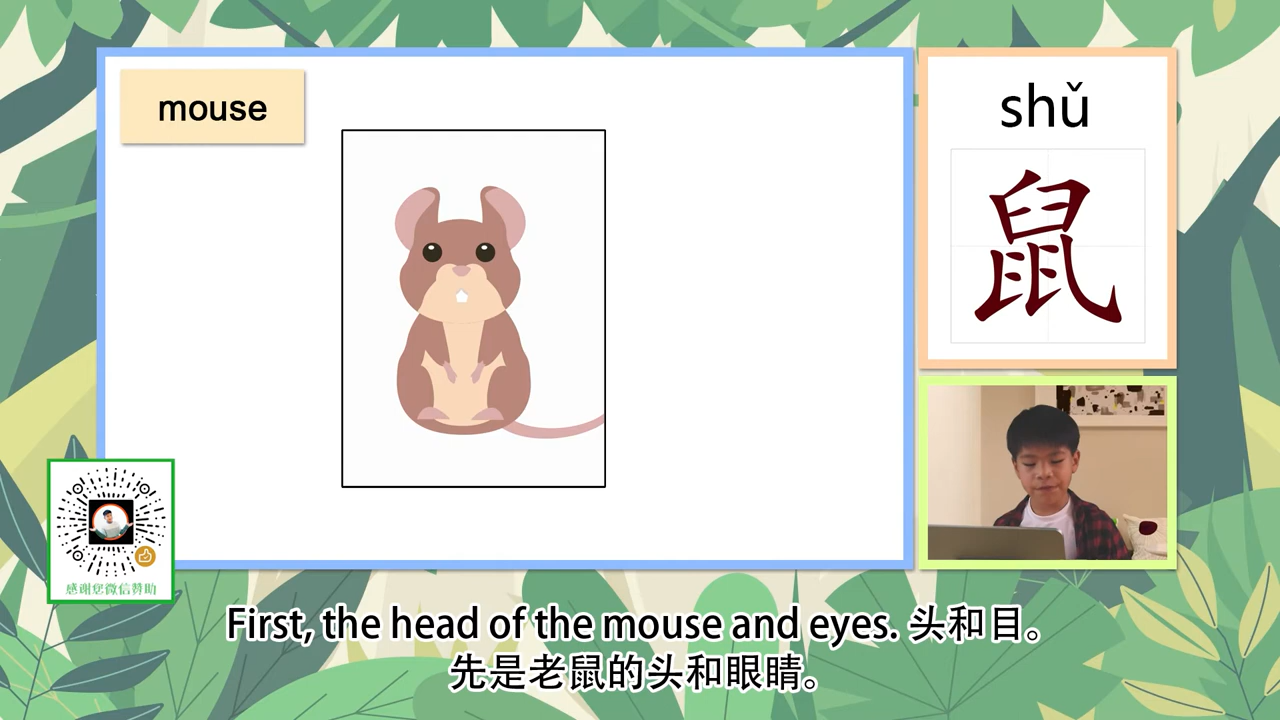 mouse
shǔ
鼠
感谢您微信赞助
First, the head of the mouse and eyes. 头和目。
先是老鼠的头和眼睛。